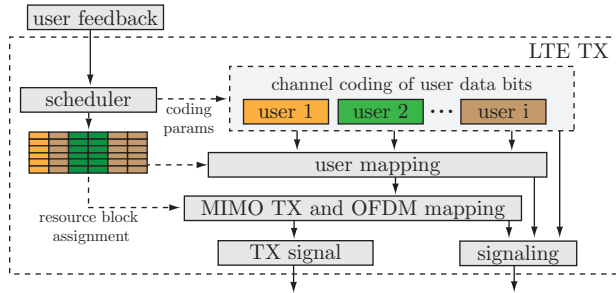 user feedback
LTE TX
channel coding of user data bits
scheduler
coding
params
user 1
user 2
...
user i
user mapping
resource block
assignment
MIMO TX and OFDM mapping
TX signal
signaling